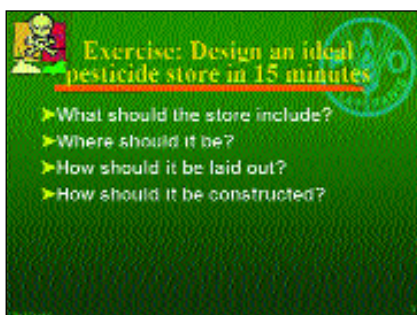 Exercise: Design an ideal
pesticide store in 15 minutes
➤What should the store include?
➤Where should it be?
➤How should it be laid out?
➤How should it be constructed?